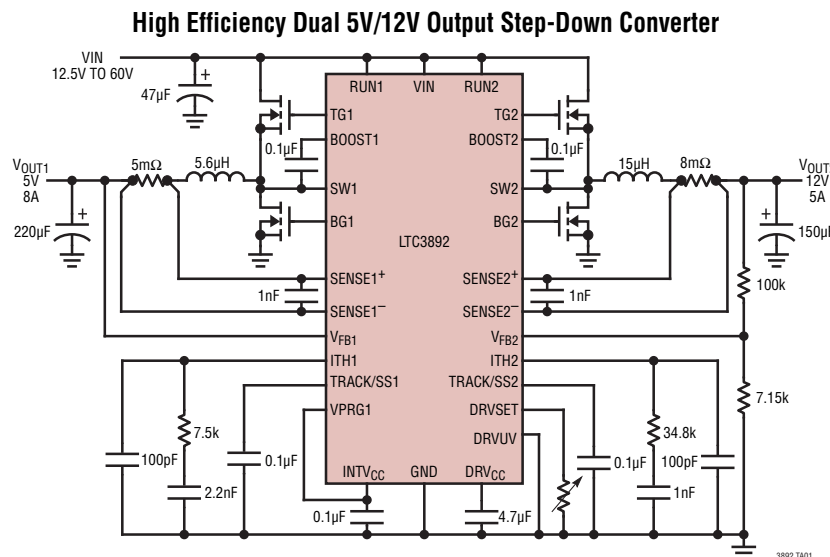 High Efficiency Dual 5V/12V Output Step-Down Converter
VIN
12.5V TO 60V
47µF
+
RUN1
VIN
RUN2
TG1
TG2
BOOST1
BOOST2
0.1µF
0.1µF
VOUT1
5V
8A
5mΩ
5.6µH
SW1
SW2
15µH
8mΩ
VOUT
12V
5A
220µF
+
BG1
BG2
+
150µ
LTC3892
SENSE1+
SENSE2+
1nF
1nF
100k
SENSE1–
SENSE2–
VFB1
VFB2
ITH1
ITH2
TRACK/SS1
TRACK/SS2
7.15k
7.5k
VPRG1
DRVSET
34.8k
DRVUV
100pF
0.1µF
0.1µF
100pF
2.2nF
INTVCC
GND
DRVCC
1nF
0.1µF
4.7µF
3892 TA01